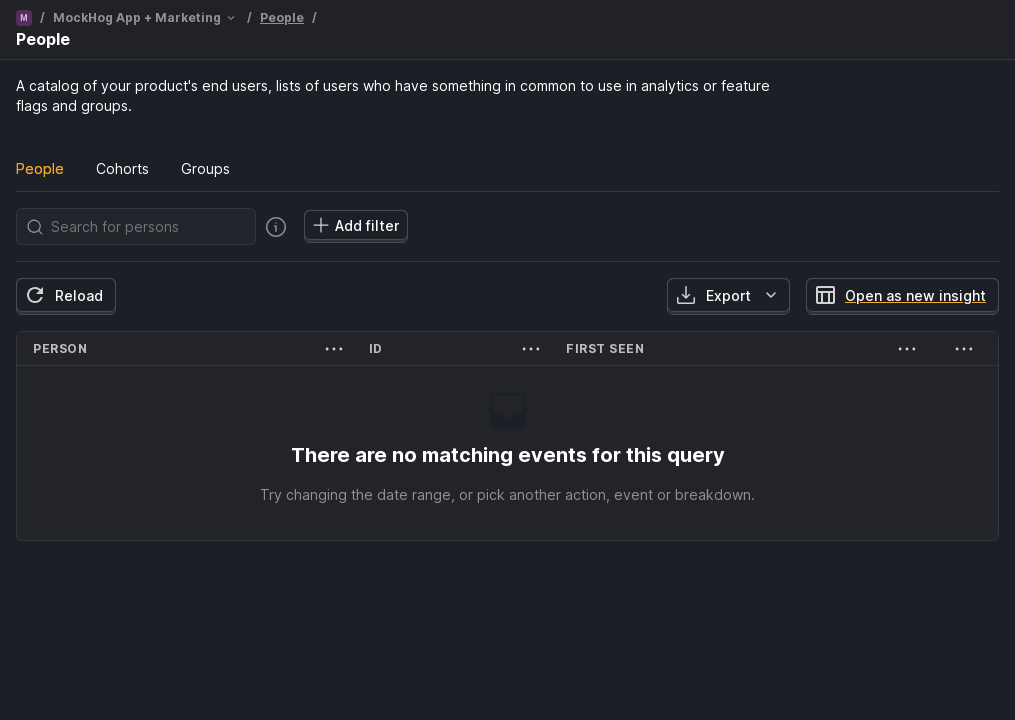 M / MockHog App + Marketing / People /
People
A catalog of your product's end users, lists of users who have something in common to use in analytics or feature
flags and groups.
People Cohorts Groups
Search for persons Add filter
Reload Export Open as new insight
PERSON ID FIRST SEEN
There are no matching events for this query
Try changing the date range, or pick another action, event or breakdown.